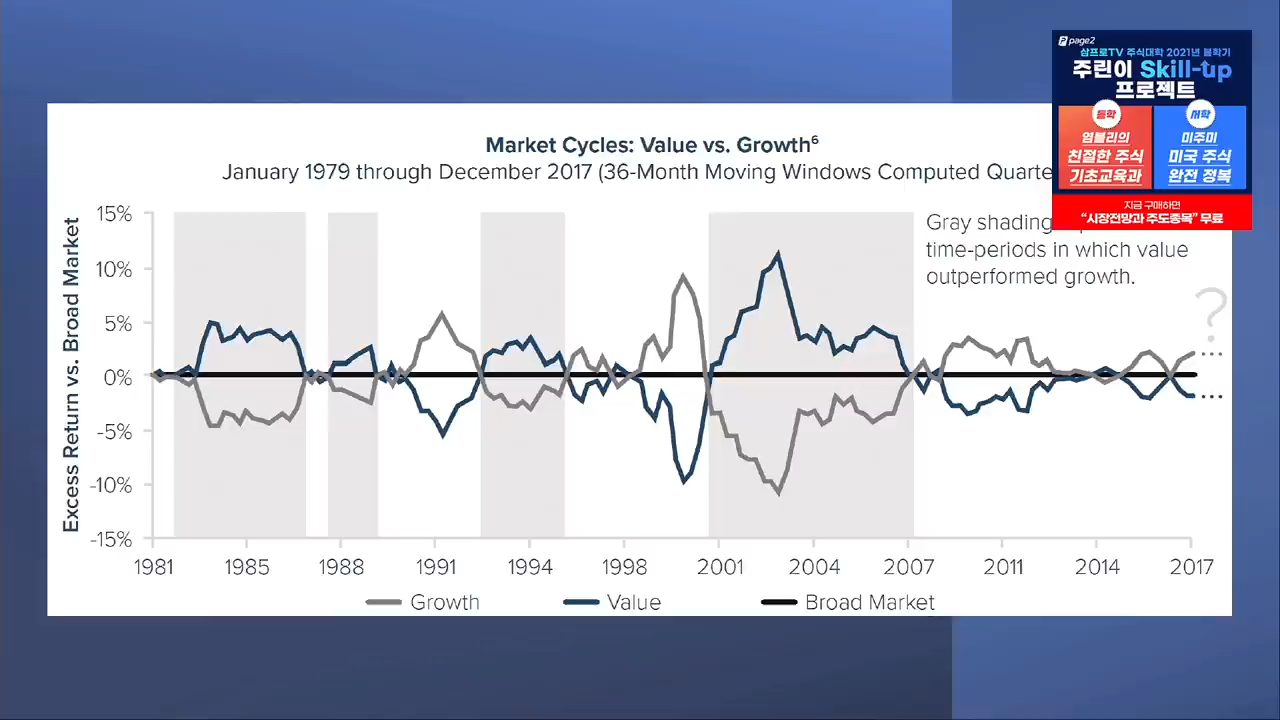 page2
삼프로TV 주식대학 2021년 봄학기
주린이 Skill-up
프로젝트
동학
염블리의
친절한 주식
기초교육과
서학
미주미
미국 주식
완전 정복
지금 구매하면
“시장전망과 주도종목” 무료
Market Cycles: Value vs. Growth⁶
January 1979 through December 2017 (36-Month Moving Windows Computed Quarte
Gray shading
time-periods in which value
outperformed growth.
?
Excess Return vs. Broad Market
15%
10%
5%
0%
-5%
-10%
-15%
1981 1985 1988 1991 1994 1998 2001 2004 2007 2011 2014 2017
Growth Value Broad Market